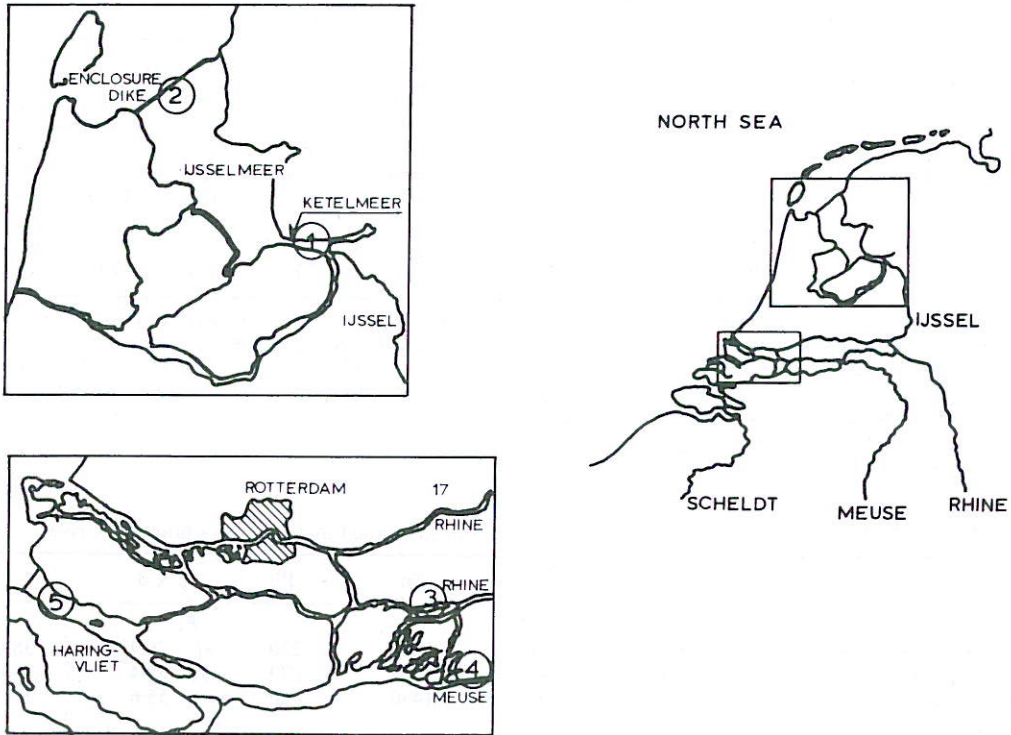 ENCLOSURE
DIKE
2
IJSSELMEER
KETELMEER
1
IJSSEL
NORTH SEA
IJSSEL
SCHELDT
MEUSE
RHINE
ROTTERDAM
17
RHINE
RHINE
3
5
HARING-
VLIET
4
MEUSE